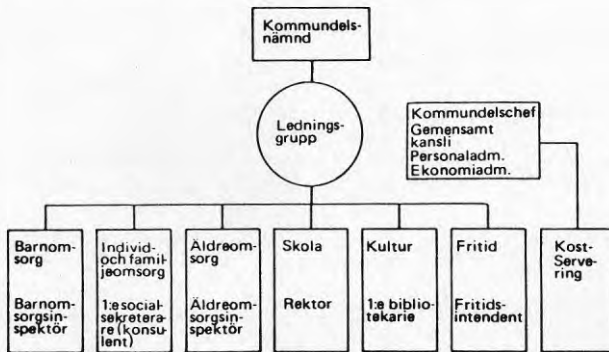 Kommundels-
nämnd
Lednings-
grupp
Kommundelschef
Gemensamt
kansli
Personaladm.
Ekonomiadm.
Barnom-
sorg
Barnom-
sorgsin-
spektör
Individ-
och famil-
jeomsorg
1:e social-
sekretera-
re (konsu-
lent)
Äldreom-
sorg
Äldreom-
sorgsin-
spektör
Skola
Rektor
Kultur
1:e biblio-
tekarie
Fritid
Fritids-
intendent
Kost-
Serve-
ring